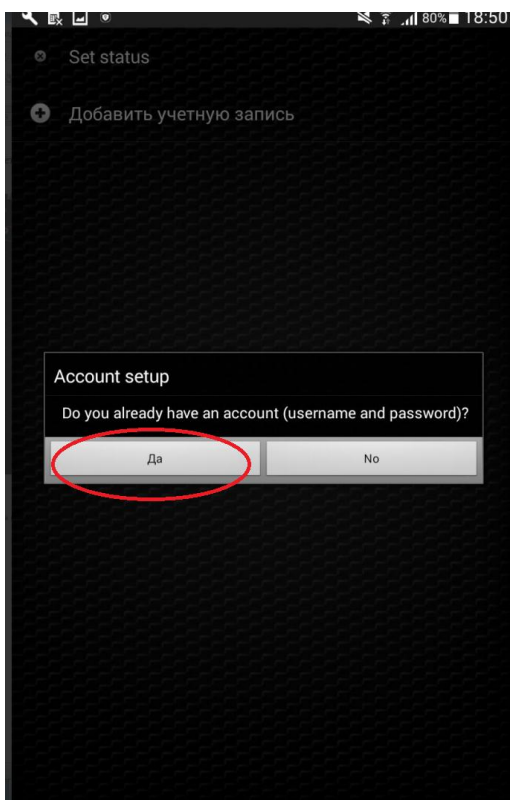 80% 18:50
Set status
Добавить учетную запись
Account setup
Do you already have an account (username and password)?
Да No